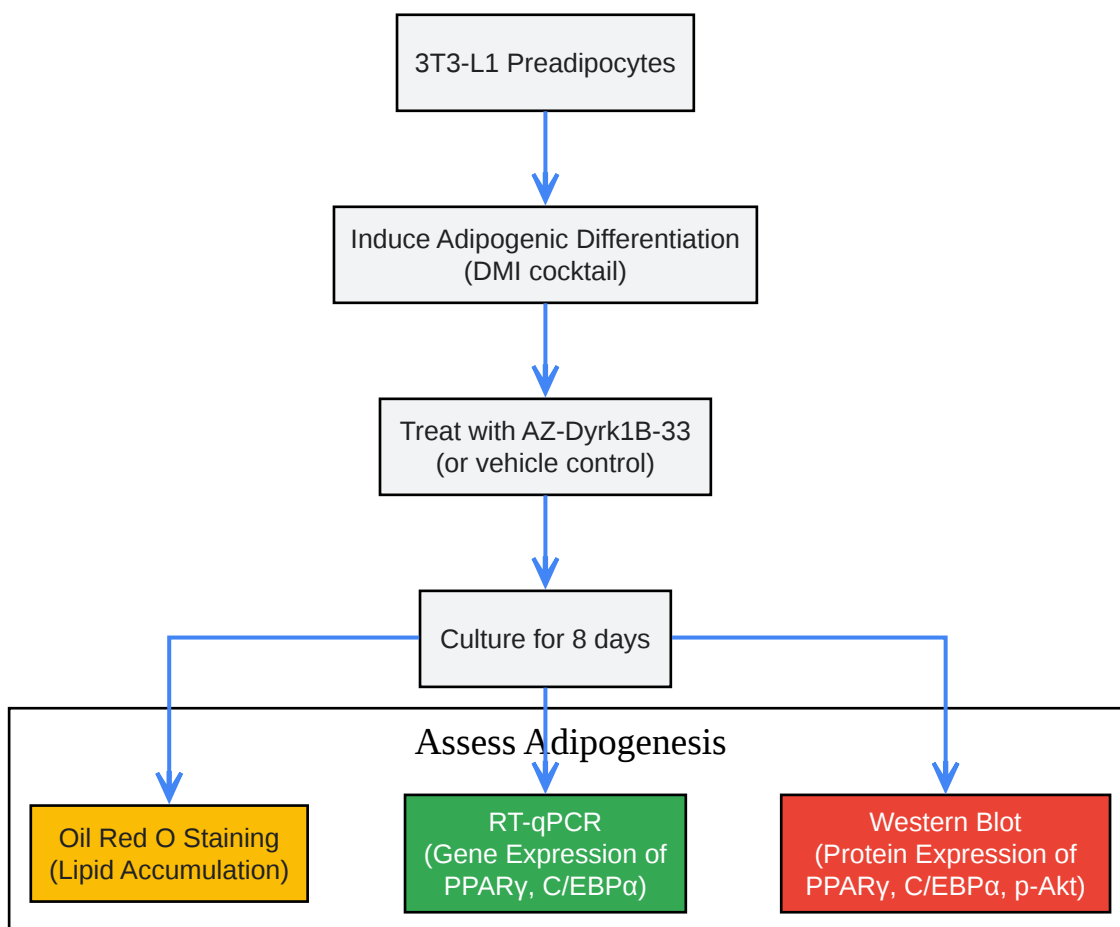 3T3-L1 Preadipocytes
Induce Adipogenic Differentiation
(DMI cocktail)
Treat with AZ-Dyrk1B-33
(or vehicle control)
Culture for 8 days
Assess Adipogenesis
Oil Red O Staining
(Lipid Accumulation)
RT-qPCR
(Gene Expression of
PPARγ, C/EBPα)
Western Blot
(Protein Expression of
PPARγ, C/EBPα, p-Akt)